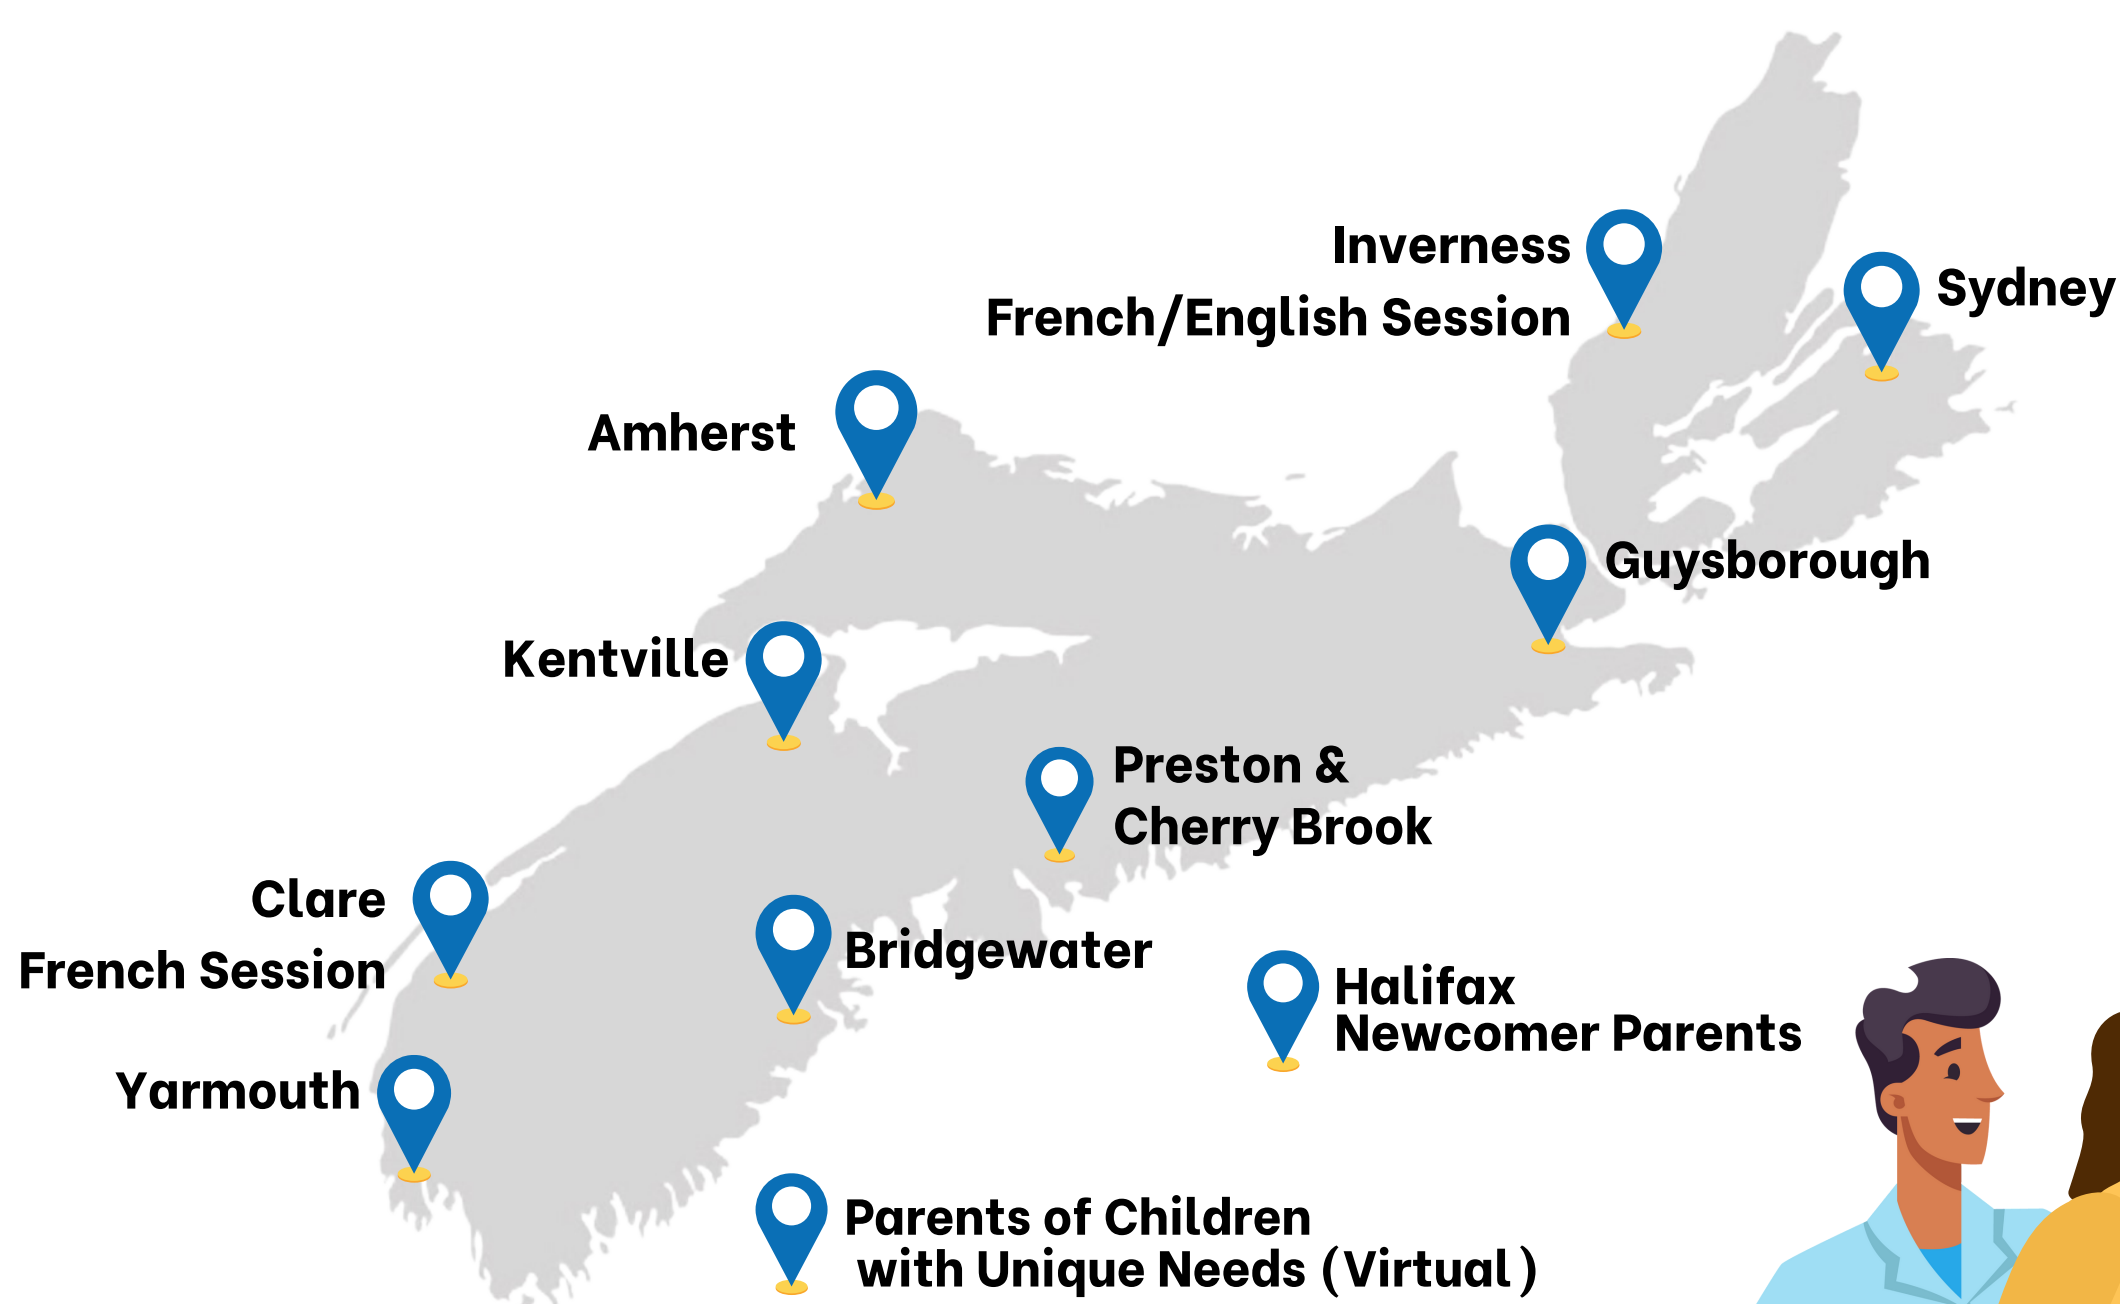 Inverness
French/English Session
Sydney
Amherst
Guysborough
Kentville
Preston &
Cherry Brook
Clare
French Session
Bridgewater
Halifax
Newcomer Parents
Yarmouth
Parents of Children
with Unique Needs (Virtual)